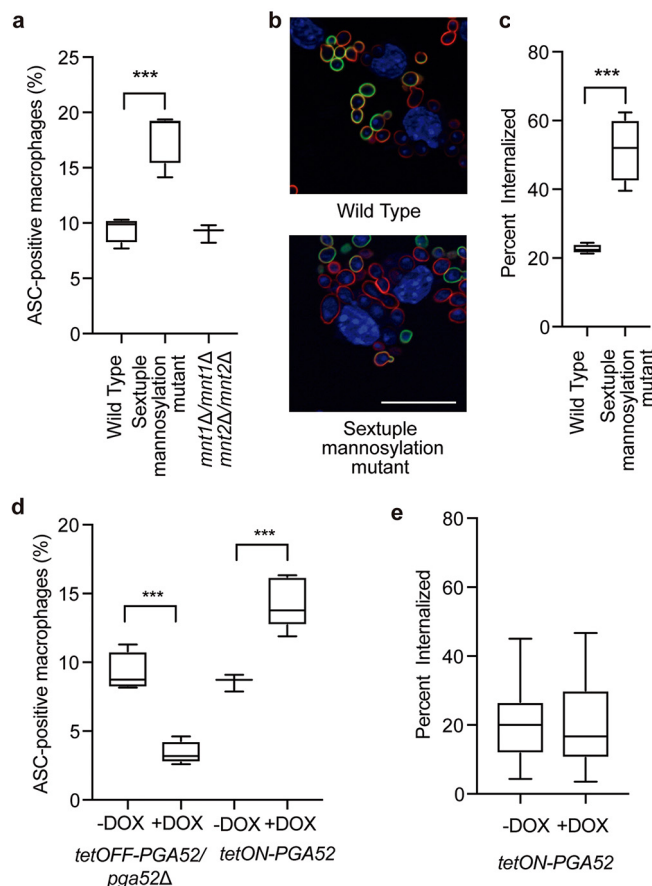 a
ASC-positive macrophages (%)
25
20
15
10
5
0
***
Wild Type
Sextuple
mannosylation
mutant
mnt1Δ/mnt1Δ
mnt2Δ/mnt2Δ
b
Wild Type
Sextuple
mannosylation
mutant
c
Percent Internalized
80
60
40
20
0
***
Wild Type
Sextuple
mannosylation
mutant
d
ASC-positive macrophages (%)
20
15
10
5
0
***
***
-DOX +DOX -DOX +DOX
tetOFF-PGA52/
pga52Δ
tetON-PGA52
e
Percent Internalized
80
60
40
20
0
-DOX +DOX
tetON-PGA52